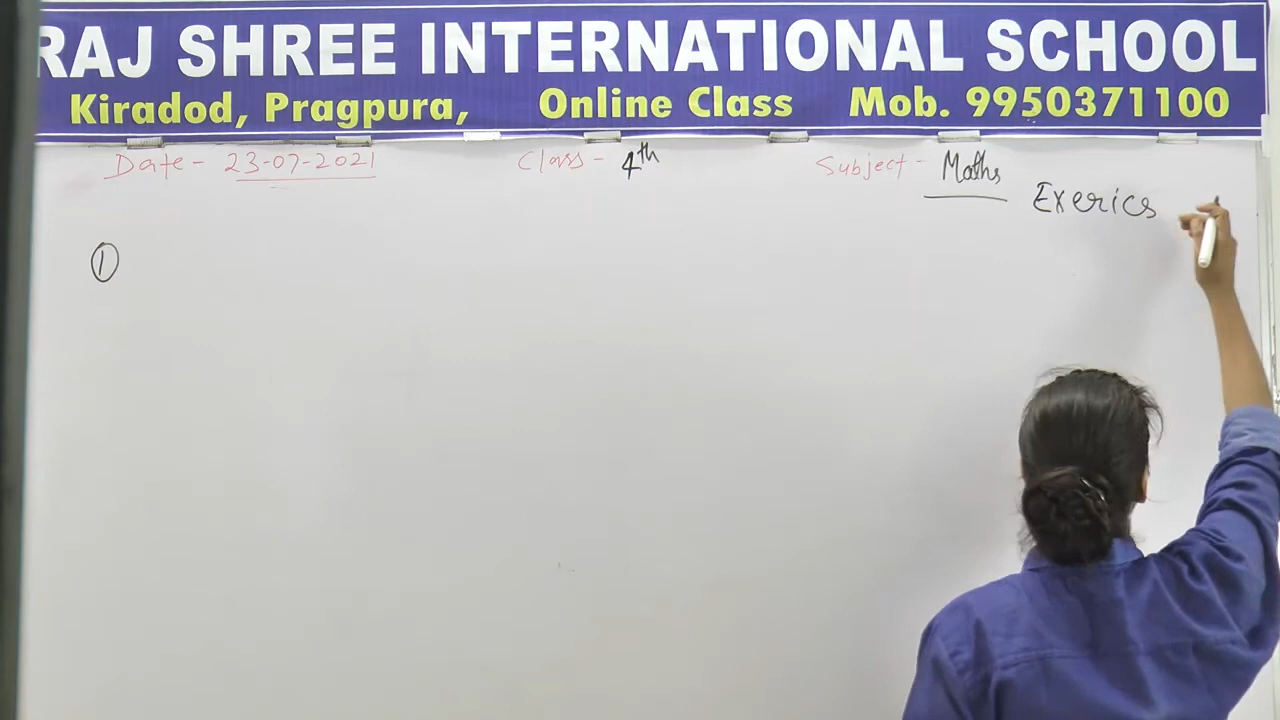 RAJ SHREE INTERNATIONAL SCHOOL
Kiradod, Pragpura, Online Class Mob. 9950371100
Date - 23-07-2021 Class - 4th Subject - Maths
Exerics
①